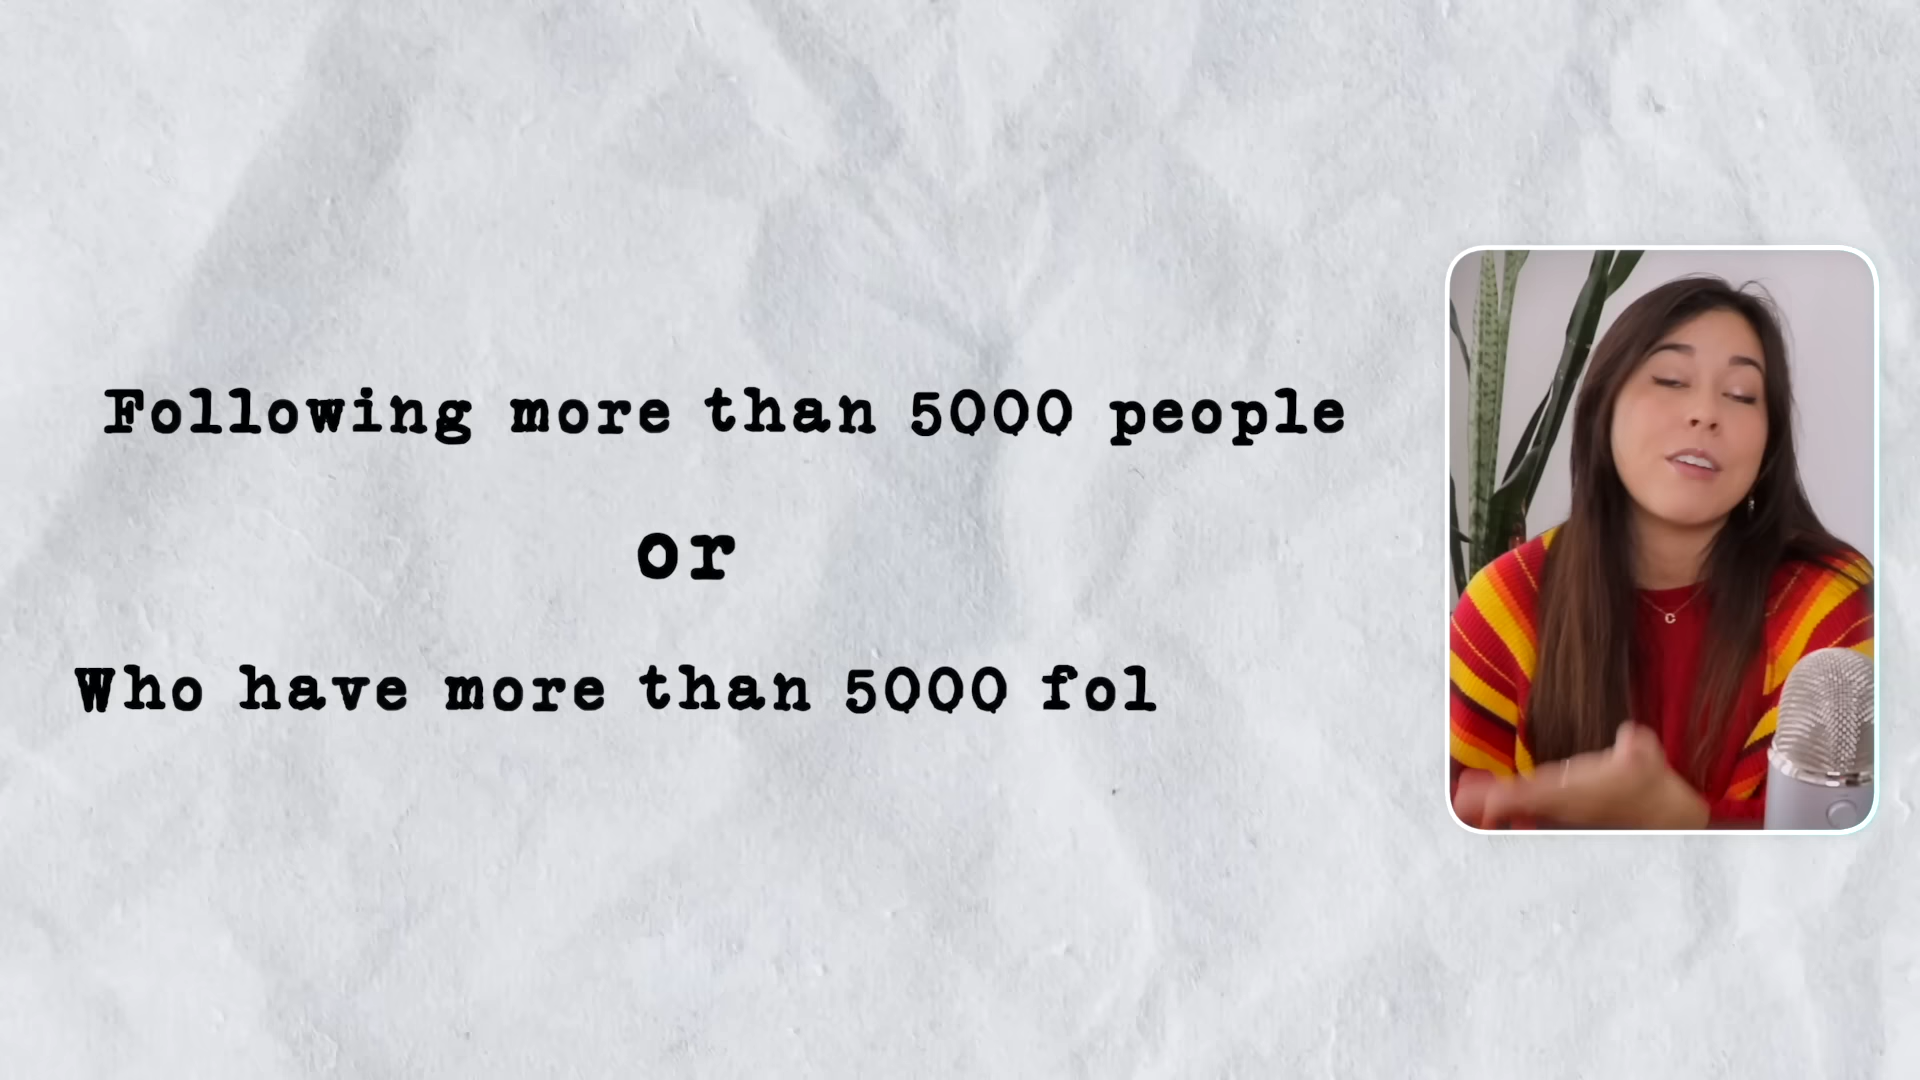 Following more than 5000 people
or
Who have more than 5000 fol